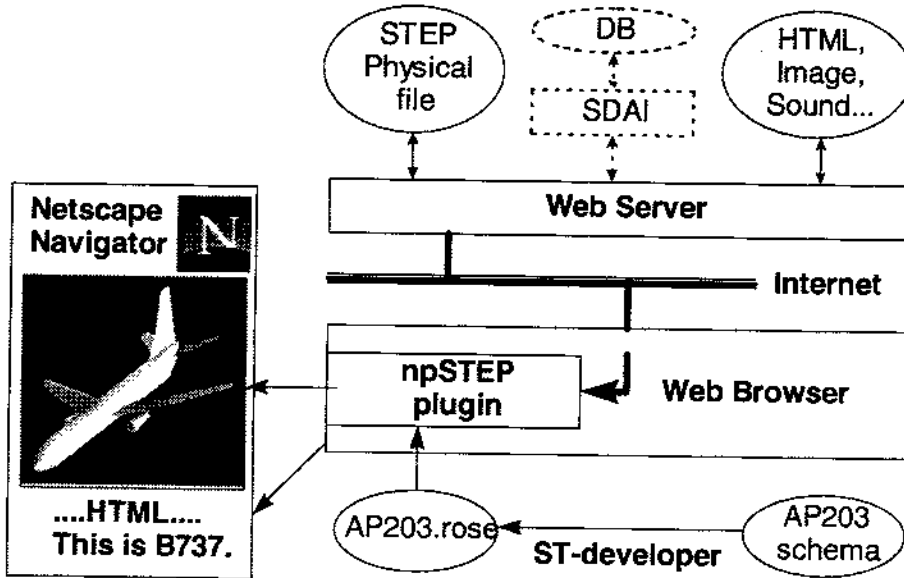 STEP
Physical
file
DB
SDAI
HTML,
Image,
Sound...
Web Server
Internet
Netscape
Navigator
N
....HTML....
This is B737.
npSTEP
plugin
Web Browser
AP203.rose
ST-developer
AP203
schema